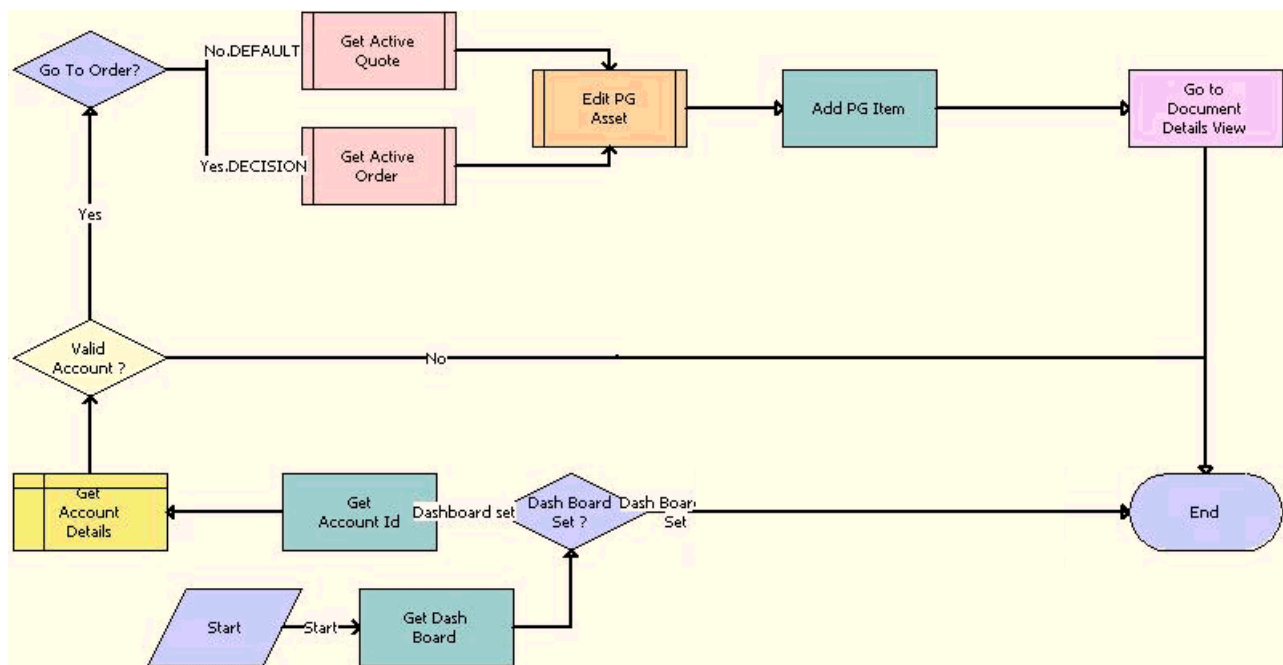 Go To Order?
No.DEFAULT
Yes.DECISION
Get Active
Quote
Get Active
Order
Edit PG
Asset
Add PG Item
Go to
Document
Details View
Yes
Valid
Account ?
No
Get
Account
Details
Get
Account Id
Dashboard set
Dash Board
Set ?
Dash Boar
Set
End
Start
Start
Get Dash
Board